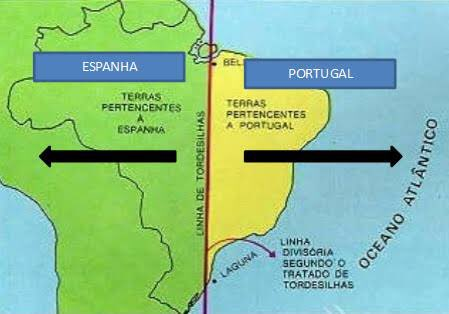 ESPANHA
BEL
PORTUGAL
TERRAS
PERTENCENTES
À
ESPANHA
TERRAS
PERTENCENTES
A PORTUGAL
LINHA DE TORDESILHAS
OCEANO ATLÂNTICO
LAGUNA
LINHA
DIVISÓRIA
SEGUNDO O
TRATADO DE
TORDESILHAS